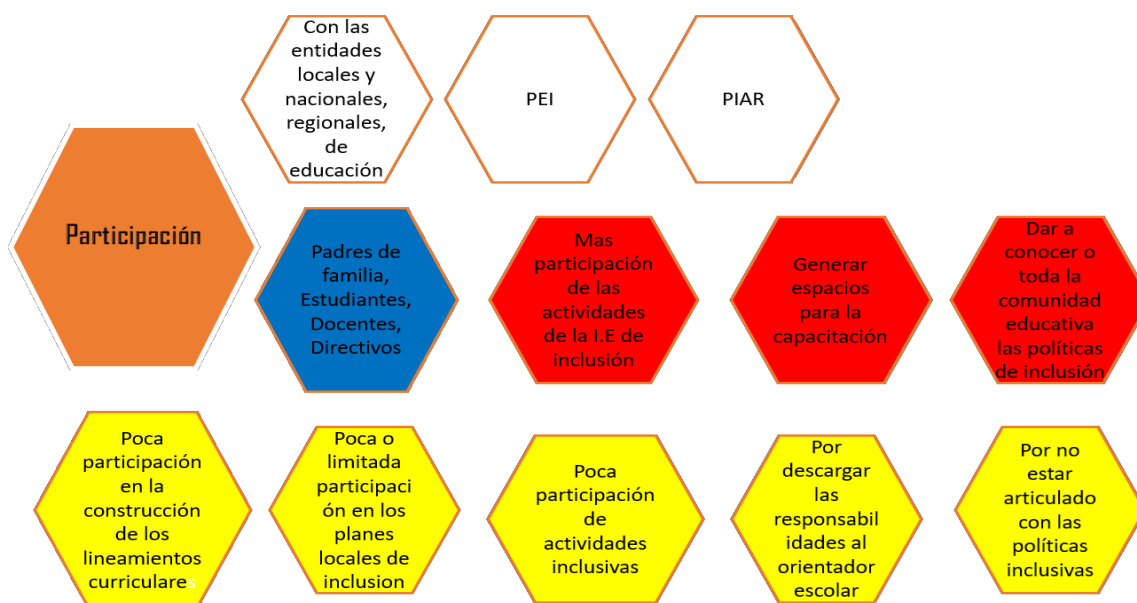 Con las
entidades
locales y
nacionales,
regionales,
de
educación
PEI
PIAR
Participación
Padres de
familia,
Estudiantes,
Docentes,
Directivos
Mas
participación
de las
actividades
de la I.E de
inclusión
Generar
espacios
para la
capacitación
Dar a
conocer o
toda la
comunidad
educativa
las políticas
de inclusión
Poca
participación
en la
construcción
de los
lineamientos
curriculares
Poca o
limitada
participaci
ón en los
planes
locales de
inclusion
Poca
participación
de
actividades
inclusivas
Por
descargar
las
responsabil
idades al
orientador
escolar
Por no
estar
articulado
con las
políticas
inclusivas